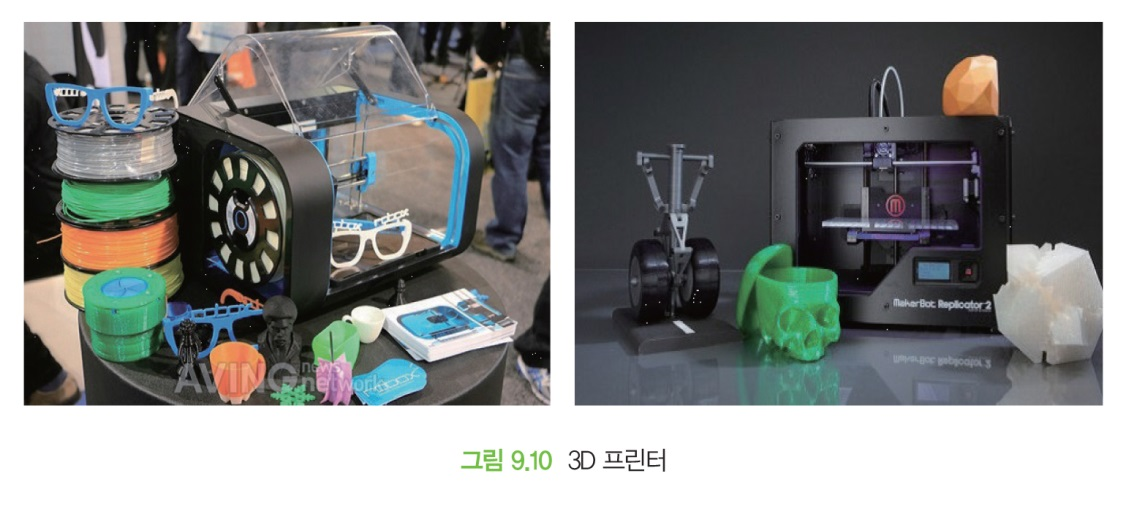 AVING news network
MakerBot Replicator 2
그림 9.10 3D 프린터